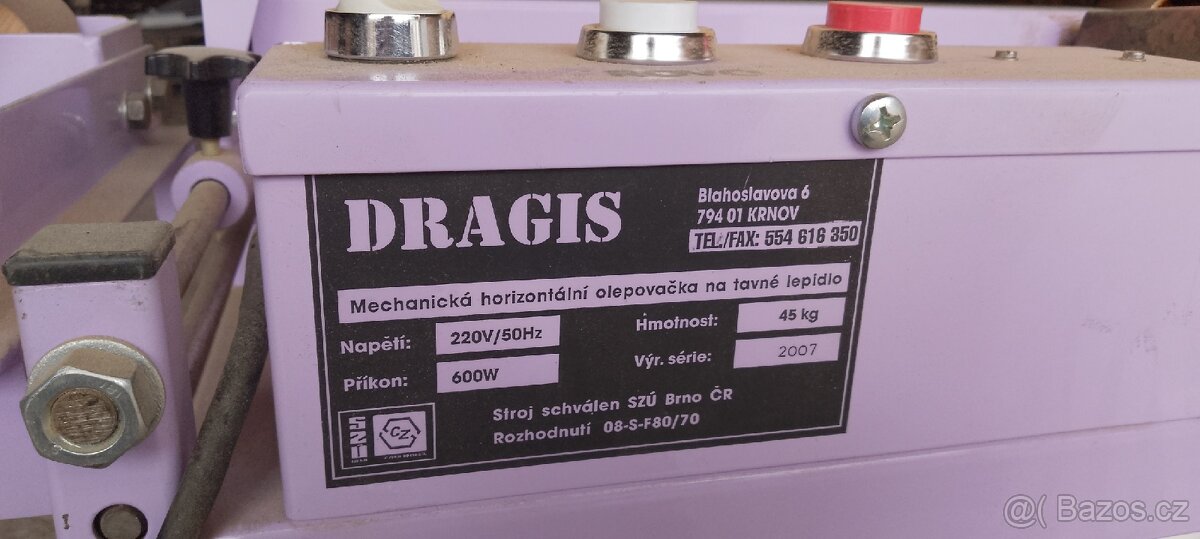 DRAGIS
Blahoslavova 6
794 01 KRNOV
TEL./FAX: 554 616 350
Mechanická horizontální olepovačka na tavné lepidlo
Napětí: 220V/50Hz
Hmotnost: 45 kg
Příkon: 600W
Výr. série: 2007
Stroj schválen SZÚ Brno ČR
Rozhodnutí 08-S-F80/70
CZ
@( Bazos.cz